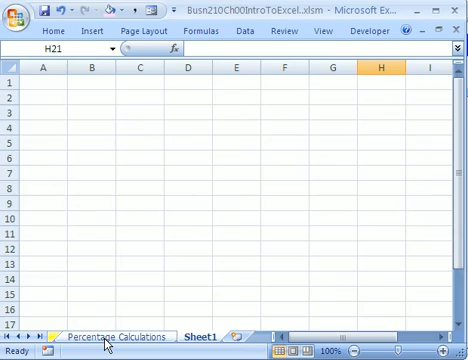 Busn210Ch00IntroToExcel..xlsm - Microsoft Ex...
Home Insert Page Layout Formulas Data Review View Developer
H21 fx
A B C D E F G H I
1
2
3
4
5
6
7
8
9
10
11
12
13
14
15
16
17
Percentage Calculations Sheet1
Ready 100%